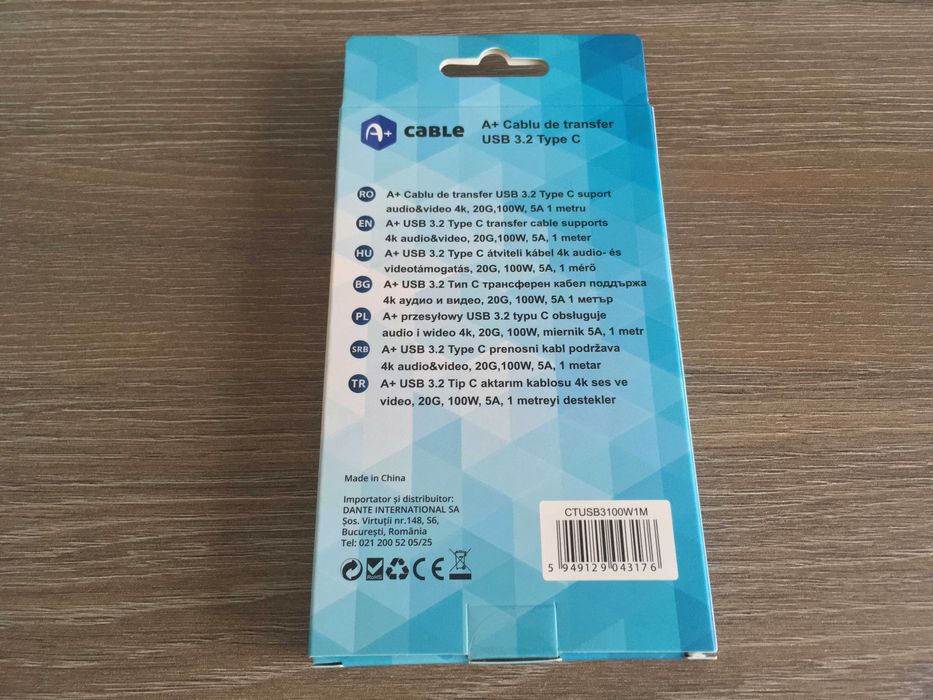 A+ CABLE
A+ Cablu de transfer
USB 3.2 Type C
RO A+ Cablu de transfer USB 3.2 Type C suport
audio&video 4k, 20G,100W, 5A 1 metru
EN A+ USB 3.2 Type C transfer cable supports
4k audio&video, 20G,100W, 5A, 1 meter
HU A+ USB 3.2 Type C átviteli kábel 4k audio- és
videotámogatás, 20G, 100W, 5A, 1 mérő
BG A+ USB 3.2 Тип C трансферен кабел поддържа
4k аудио и видео, 20G, 100W, 5A 1 метър
PL A+ przesyłowy USB 3.2 typu C obsługuje
audio i wideo 4k, 20G, 100W, miernik 5A, 1 metr
SRB A+ USB 3.2 Type C prenosni kabl podržava
4k audio&video, 20G,100W, 5A, 1 metar
TR A+ USB 3.2 Tip C aktarım kablosu 4k ses ve
video, 20G, 100W, 5A, 1 metreyi destekler
Made in China
Importator și distribuitor:
DANTE INTERNATIONAL SA
Șos. Virtuții nr.148, S6,
București, România
Tel: 021 200 52 05/25
RoHS CE
CTUSB3100W1M
5 949129 043176